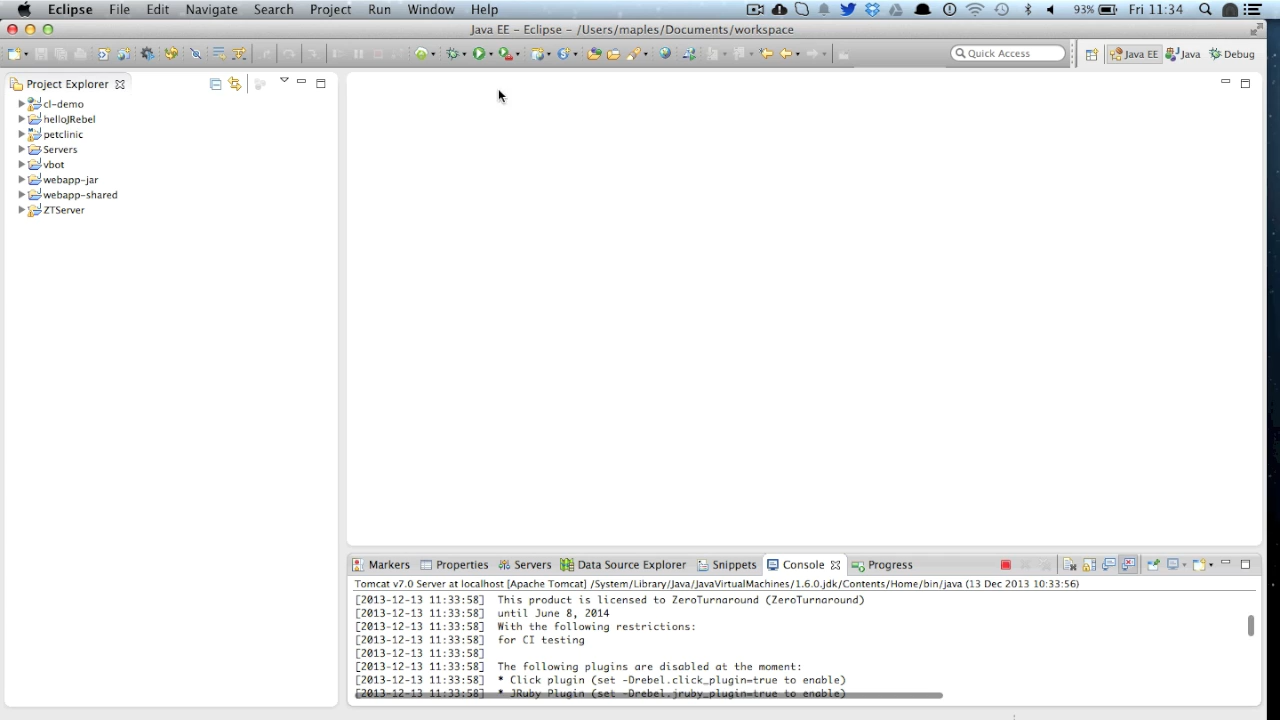 Eclipse File Edit Navigate Search Project Run Window Help 93% Fri 11:34
Java EE - Eclipse - /Users/maples/Documents/workspace
Quick Access Java EE Java Debug
Project Explorer
cl-demo
helloJRebel
petclinic
Servers
vbot
webapp-jar
webapp-shared
ZTServer
Markers Properties Servers Data Source Explorer Snippets Console Progress
Tomcat v7.0 Server at localhost [Apache Tomcat] /System/Library/Java/JavaVirtualMachines/1.6.0.jdk/Contents/Home/bin/java (13 Dec 2013 10:33:56)
[2013-12-13 11:33:58] This product is licensed to ZeroTurnaround (ZeroTurnaround)
[2013-12-13 11:33:58] until June 8, 2014
[2013-12-13 11:33:58] With the following restrictions:
[2013-12-13 11:33:58] for CI testing
[2013-12-13 11:33:58]
[2013-12-13 11:33:58] The following plugins are disabled at the moment:
[2013-12-13 11:33:58] * Click plugin (set -Drebel.click_plugin=true to enable)
[2013-12-13 11:33:58] * JRuby Plugin (set -Drebel.jruby_plugin=true to enable)